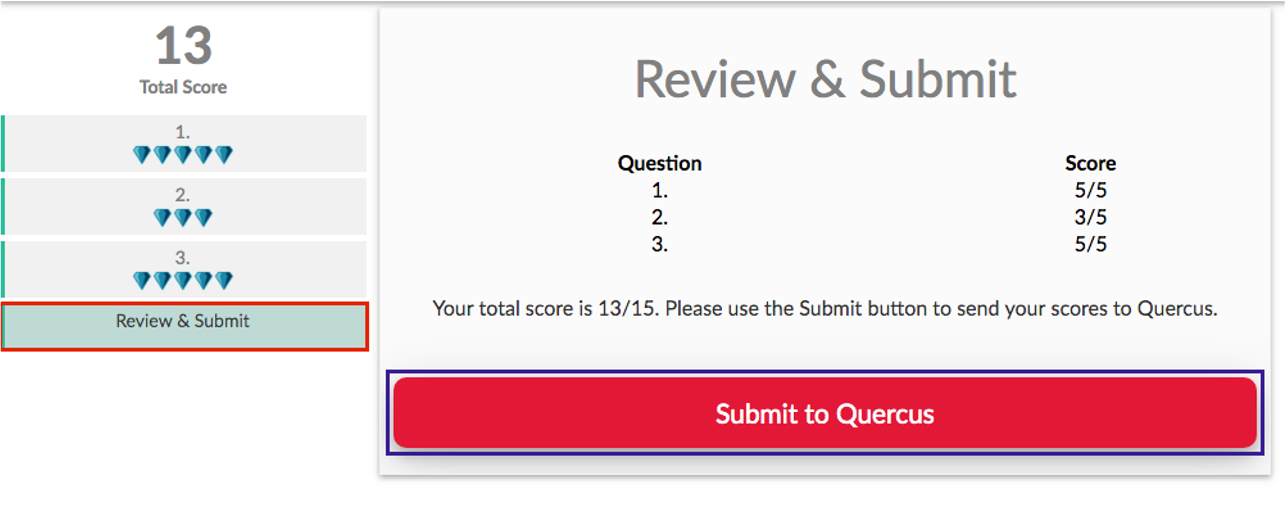 13
Total Score
1.
2.
3.
Review & Submit
Review & Submit
Question Score
1. 5/5
2. 3/5
3. 5/5
Your total score is 13/15. Please use the Submit button to send your scores to Quercus.
Submit to Quercus